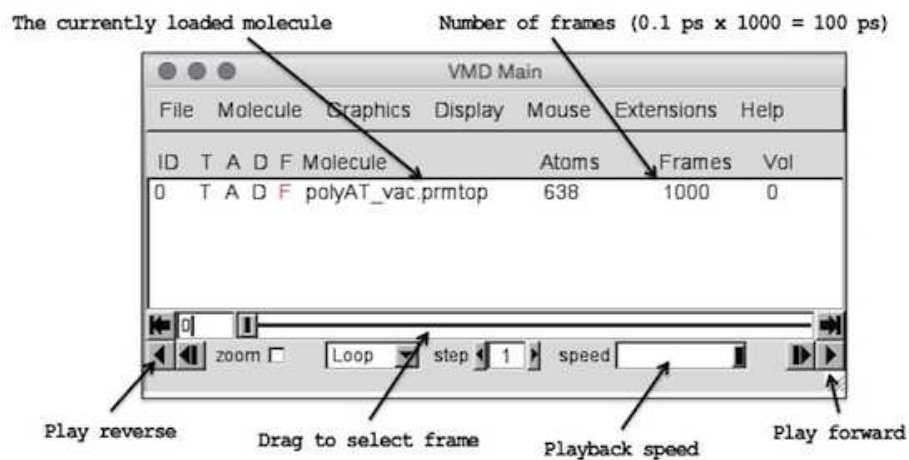 The currently loaded molecule
Number of frames (0.1 ps x 1000 = 100 ps)
VMD Main
File Molecule Graphics Display Mouse Extensions Help
ID T A D F Molecule Atoms Frames Vol
0 T A D F polyAT_vac.prmtop 638 1000 0
0
zoom Loop step 1 speed
Play reverse
Drag to select frame
Playback speed
Play forward